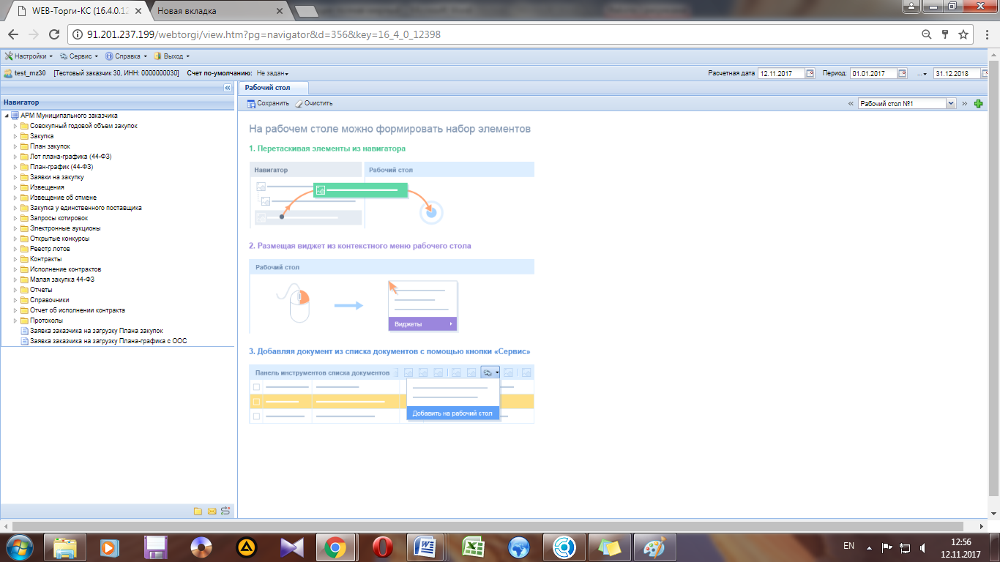 WEB-Торги-КС (16.4.0.12
Новая вкладка
91.201.237.199/webtorgi/view.htm?pg=navigator&d=356&key=16_4_0_12398
Настройки Сервис Справка Выход
test_mz30 [Тестовый заказчик 30, ИНН: 0000000030] Счет по-умолчанию: Не задан Расчетная дата 12.11.2017 Период: 01.01.2017 ... 31.12.2018
Рабочий стол
Навигатор
Сохранить Очистить Рабочий стол №1
АРМ Муниципального заказчика
Совокупный годовой объем закупок
Закупка
План закупок
Лот плана-графика (44-ФЗ)
План-график (44-ФЗ)
Заявки на закупку
Извещения
Извещение об отмене
Закупка у единственного поставщика
Запросы котировок
Электронные аукционы
Открытые конкурсы
Реестр лотов
Контракты
Исполнение контрактов
Малая закупка 44-ФЗ
Отчеты
Справочники
Отчет об исполнении контракта
Протоколы
Заявка заказчика на загрузку Плана закупок
Заявка заказчика на загрузку Плана-графика с ООС
На рабочем столе можно формировать набор элементов
1. Перетаскивая элементы из навигатора
Навигатор Рабочий стол
2. Размещая виджет из контекстного меню рабочего стола
Рабочий стол
Виджеты
3. Добавляя документ из списка документов с помощью кнопки «Сервис»
Панель инструментов списка документов
Добавить на рабочий стол
EN
12:56
12.11.2017